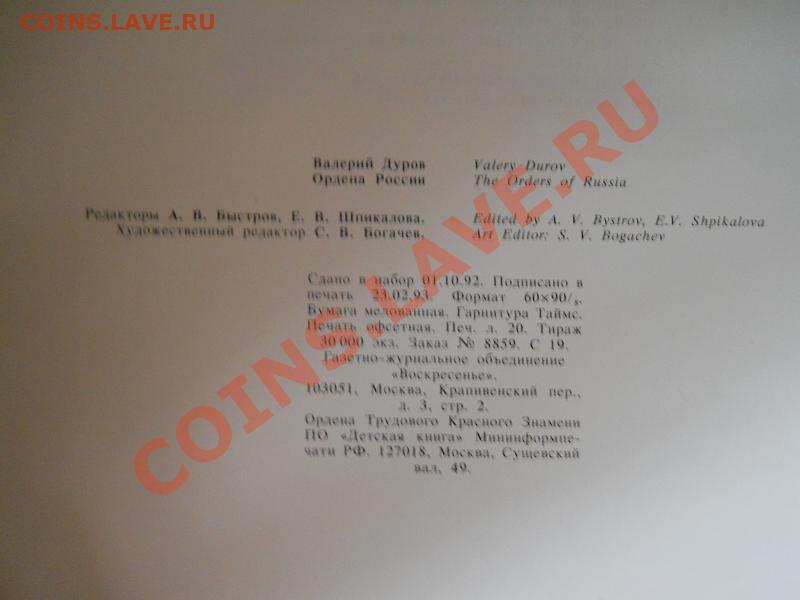 COINS.LAVE.RU
Валерий Дуров Valery Durov
Ордена России The Orders of Russia
Редакторы А. В. Быстров, Е. В. Шпикалова. Edited by A. V. Bystrov, E.V. Shpikalova
Художественный редактор С. В. Богачев. Art Editor: S. V. Bogachev
Сдано в набор 01.10.92. Подписано в
печать 23.02.93. Формат 60×90/₈.
Бумага мелованная. Гарнитура Таймс.
Печать офсетная. Печ. л. 20. Тираж
30 000 экз. Заказ № 8859. С 19.
Газетно-журнальное объединение
«Воскресенье».
103051, Москва, Крапивенский пер.,
д. 3, стр. 2.
Ордена Трудового Красного Знамени
ПО «Детская книга» Мининформпе-
чати РФ. 127018, Москва, Сущевский
вал, 49.
COINS.LAVE.RU